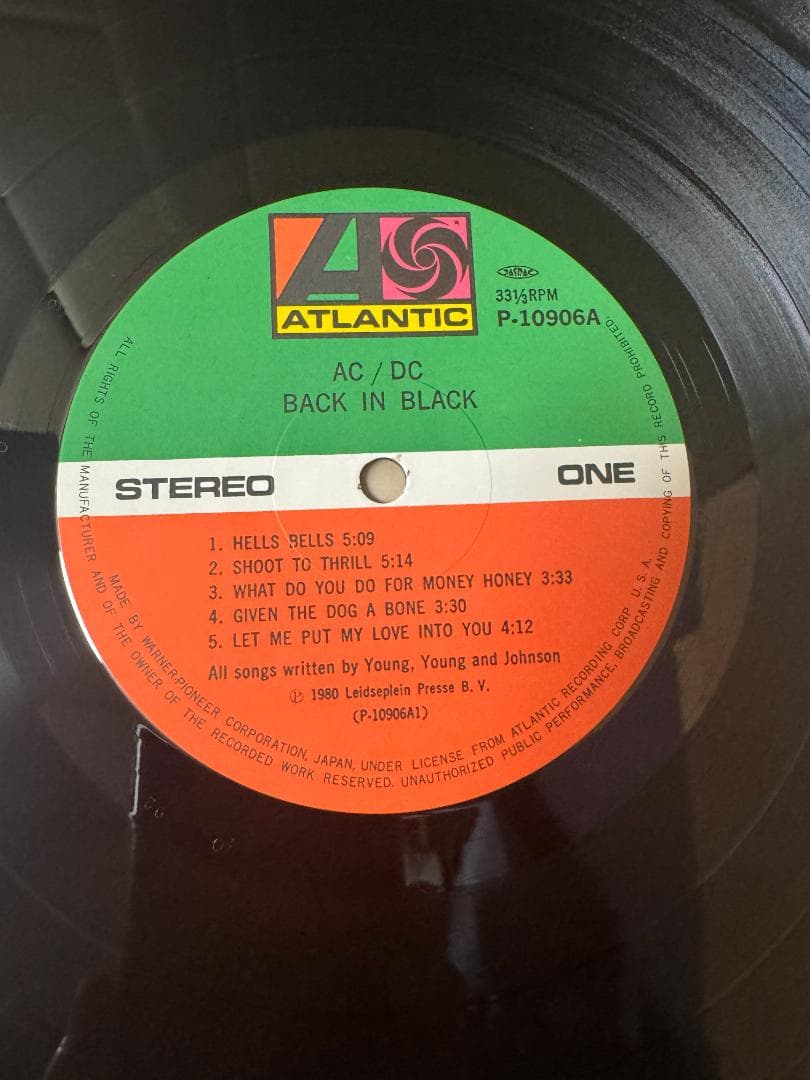 ATLANTIC
JASRAC
33⅓RPM
P-10906A
AC / DC
BACK IN BLACK
STEREO
ONE
1. HELLS BELLS 5:09
2. SHOOT TO THRILL 5:14
3. WHAT DO YOU DO FOR MONEY HONEY 3:33
4. GIVEN THE DOG A BONE 3:30
5. LET ME PUT MY LOVE INTO YOU 4:12
All songs written by Young, Young and Johnson
Ⓟ 1980 Leidseplein Presse B. V.
(P-10906A1)
MADE BY WARNER-PIONEER CORPORATION, JAPAN, UNDER LICENSE FROM ATLANTIC RECORDING CORP. U. S. A.
ALL RIGHTS OF THE MANUFACTURER AND OF THE OWNER OF THE RECORDED WORK RESERVED. UNAUTHORIZED PUBLIC PERFORMANCE, BROADCASTING AND COPYING OF THIS RECORD PROHIBITED.